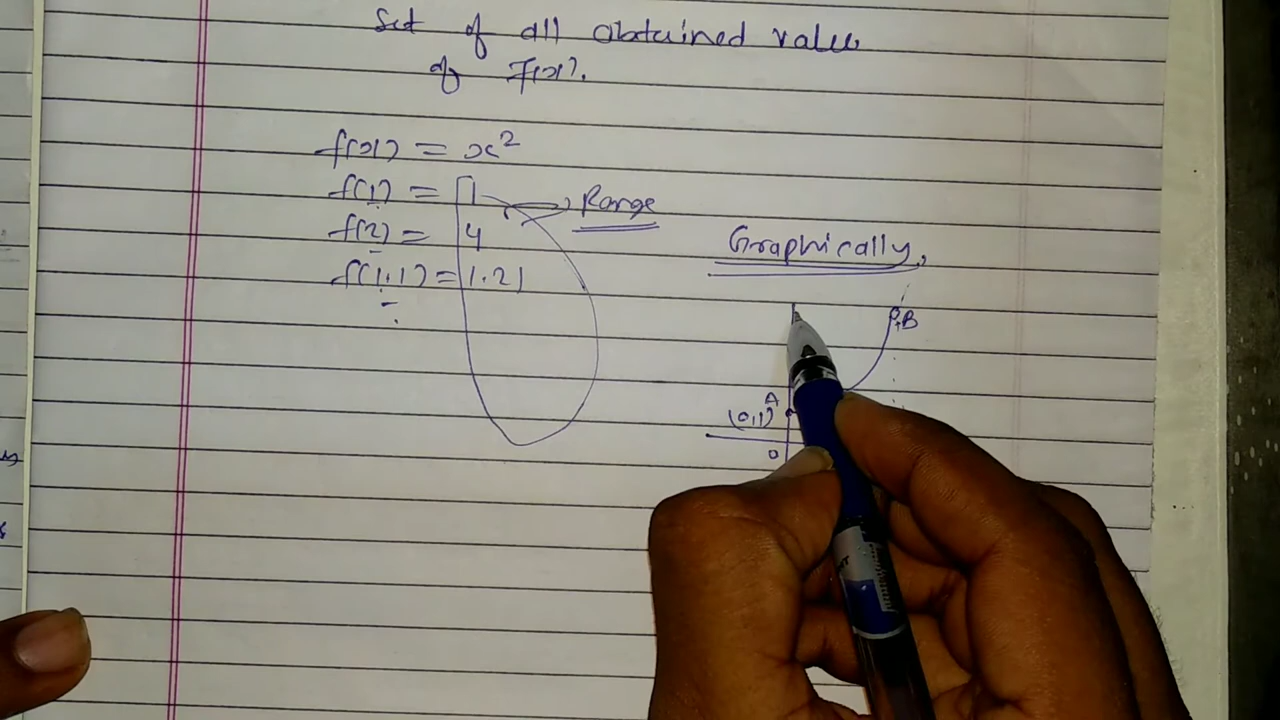 Set of all obtained value
of F(x).
f(x) = x²
f(1) = 1 Range
f(2) = 4
f(1.1) = 1.21
Graphically,
B
A
(0,1)
0